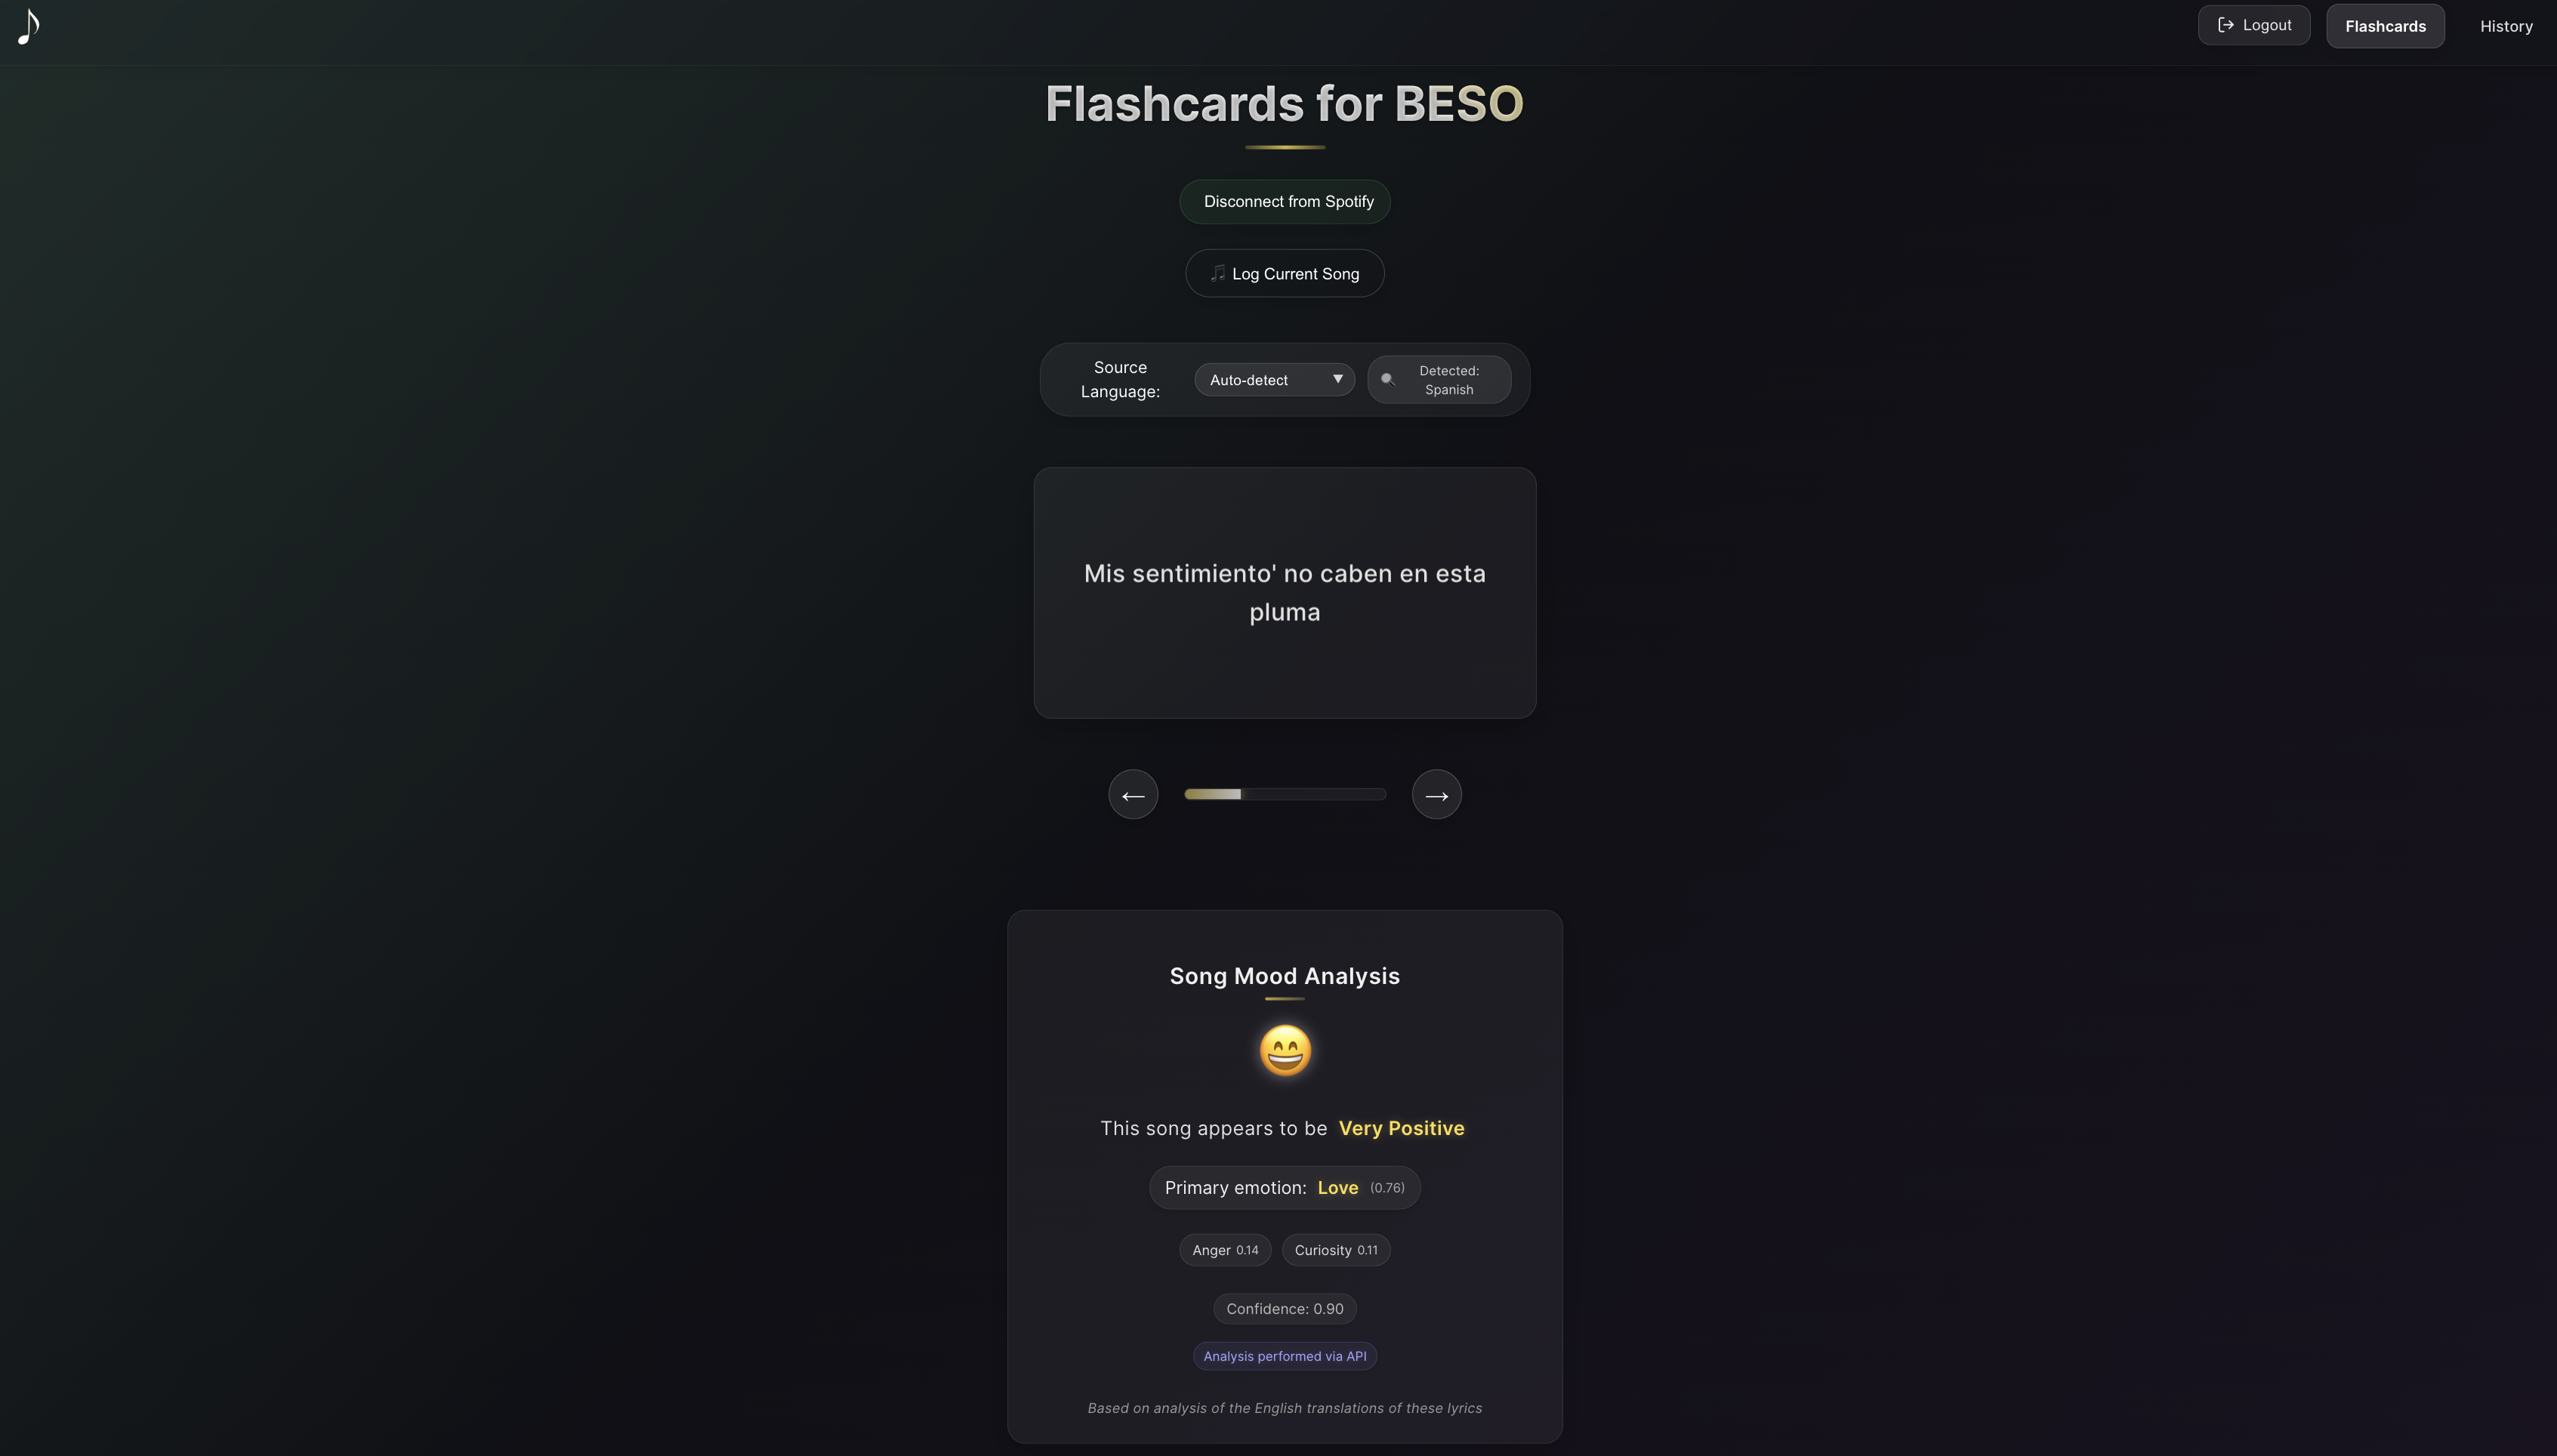 Logout Flashcards History
Flashcards for BESO
Disconnect from Spotify
Log Current Song
Source
Language:
Auto-detect
Detected:
Spanish
Mis sentimiento' no caben en esta
pluma
Song Mood Analysis
This song appears to be Very Positive
Primary emotion: Love (0.76)
Anger 0.14 Curiosity 0.11
Confidence: 0.90
Analysis performed via API
Based on analysis of the English translations of these lyrics